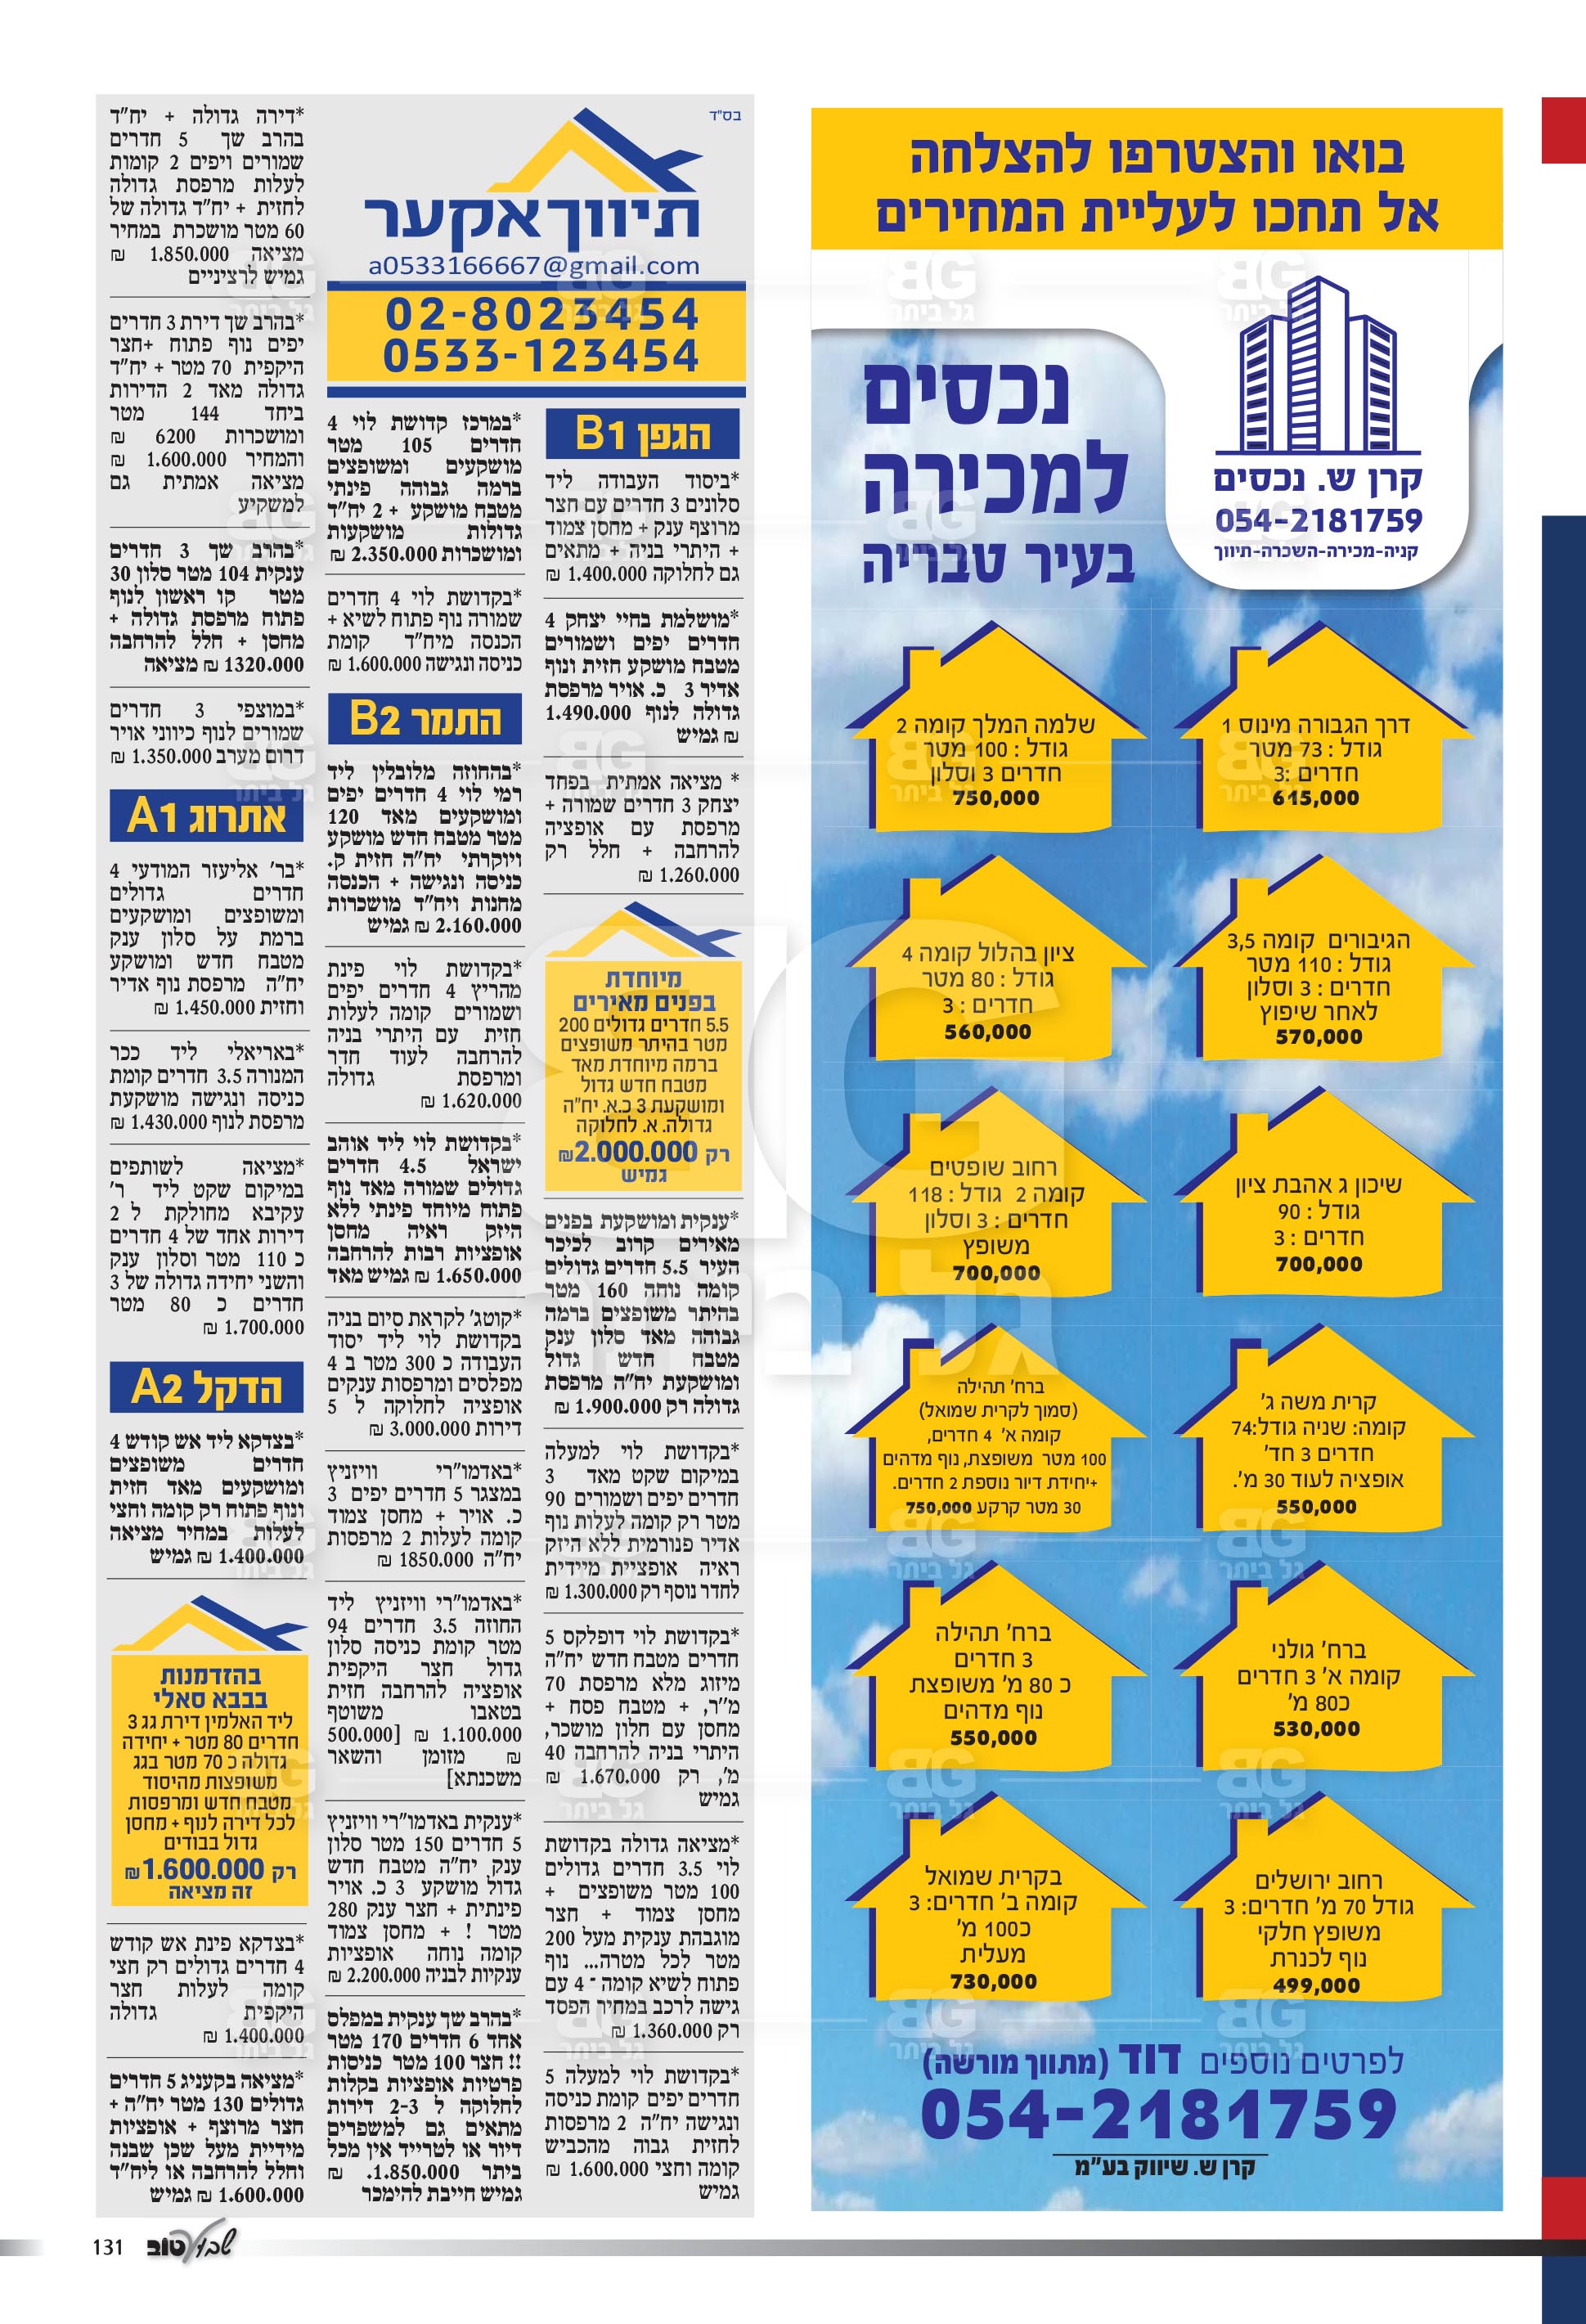 בואו והצטרפו להצלחה
אל תחכו לעליית המחירים
קרן ש. נכסים
054-2181759
קניה-מכירה-השכרה-תיווך
נכסים
למכירה
בעיר טבריה
דרך הגבורה מינוס 1
גודל : 73 מטר
חדרים :3
615,000
שלמה המלך קומה 2
גודל : 100 מטר
חדרים 3 וסלון
750,000
הגיבורים קומה 3,5
גודל : 110 מטר
חדרים : 3 וסלון
לאחר שיפוץ
570,000
ציון בהלול קומה 4
גודל : 80 מטר
חדרים : 3
560,000
שיכון ג אהבת ציון
גודל : 90
חדרים : 3
700,000
רחוב שופטים
קומה 2 גודל : 118
חדרים : 3 וסלון
משופץ
700,000
קרית משה ג'
קומה: שניה גודל:74
חדרים 3 חד'
אופציה לעוד 30 מ'.
550,000
ברח' תהילה
(סמוך לקרית שמואל)
קומה א' 4 חדרים,
100 מטר משופצת, נוף מדהים
+יחידת דיור נוספת 2 חדרים.
30 מטר קרקע 750,000
ברח' גולני
קומה א' 3 חדרים
כ80 מ'
530,000
ברח' תהילה
3 חדרים
כ 80 מ' משופצת
נוף מדהים
550,000
רחוב ירושלים
גודל 70 מ' חדרים: 3
משופץ חלקי
נוף לכנרת
499,000
בקרית שמואל
קומה ב' חדרים: 3
כ100 מ'
מעלית
730,000
לפרטים נוספים דוד (מתווך מורשה)
054-2181759
קרן ש. שיווק בע"מ
בס"ד
תיווך אקער
a0533166667@gmail.com
02-8023454
0533-123454
הגפן B1
*ביסוד העבודה ליד
סלונים 3 חדרים עם חצר
מרוצף ענק + מחסן צמוד
+ היתרי בניה + מתאים
גם לחלוקה 1.400.000 ₪
*מושלמת בחיי יצחק 4
חדרים יפים ושמורים
מטבח מושקע חזית ונוף
אדיר 3 כ. אויר מרפסת
גדולה לנוף 1.490.000
₪ גמיש
* מציאה אמתית בפחד
יצחק 3 חדרים שמורה +
מרפסת עם אופציה
להרחבה + חלל רק
1.260.000 ₪
מיוחדת
בפנים מאירים
5.5 חדרים גדולים 200
מטר בהיתר משופצים
ברמה מיוחדת מאד
מטבח חדש גדול
ומושקעת 3 כ.א. יח"ה
גדולה. א. לחלוקה
רק 2.000.000₪
גמיש
*ענקית ומושקעת בפנים
מאירים קרוב לכיכר
העיר 5.5 חדרים גדולים
קומה נוחה 160 מטר
בהיתר משופצים ברמה
גבוהה מאד סלון ענק
מטבח חדש גדול
ומושקעת יח"ה מרפסת
גדולה רק 1.900.000 ₪
*בקדושת לוי למעלה
במיקום שקט מאד 3
חדרים יפים ושמורים 90
מטר רק קומה לעלות נוף
אדיר פנורמית ללא היזק
ראיה אופציית מיידית
לחדר נוסף רק 1.300.000 ₪
*בקדושת לוי דופלקס 5
חדרים מטבח חדש יח"ה
מיזוג מלא מרפסת 70
מ"ר, + מטבח פסח +
מחסן עם חלון מושכר,
היתרי בניה להרחבה 40
מ', רק 1.670.000 ₪
גמיש
*מציאה גדולה בקדושת
לוי 3.5 חדרים גדולים
100 מטר משופצים +
מחסן צמוד + חצר
מוגבהת ענקית מעל 200
מטר לכל מטרה... נוף
פתוח לשיא קומה - 4 עם
גישה לרכב במחיר הפסד
רק 1.360.000 ₪
*בקדושת לוי למעלה 5
חדרים יפים קומת כניסה
ונגישה יח"ה 2 מרפסות
לחזית גבוה מהכביש
קומה וחצי 1.600.000 ₪
גמיש
*במרכז קדושת לוי 4
חדרים 105 מטר
מושקעים ומשופצים
ברמה גבוהה פינתי
מטבח מושקע + 2 יח"ד
גדולות מושקעות
ומושכרות 2.350.000 ₪
*בקדושת לוי 4 חדרים
שמורה נוף פתוח לשיא +
הכנסה מיח"ד קומת
כניסה ונגישה 1.600.000 ₪
התמר B2
*בהחוזה מלובלין ליד
רמי לוי 4 חדרים יפים
ומושקעים מאד 120
מטר מטבח חדש מושקע
ויוקרתי יח"ה חזית ק.
כניסה ונגישה + הכנסה
מחנות ויח"ד מושכרות
2.160.000 ₪ גמיש
*בקדושת לוי פינת
מהריץ 4 חדרים יפים
ושמורים קומה לעלות
חזית עם היתרי בניה
להרחבה לעוד חדר
ומרפסת גדולה
1.620.000 ₪
*בקדושת לוי ליד אוהב
ישראל 4.5 חדרים
גדולים שמורה מאד נוף
פתוח מיוחד פינתי ללא
היזק ראיה מחסן
אופציות רבות להרחבה
1.650.000 ₪ גמיש מאד
*קוטג' לקראת סיום בניה
בקדושת לוי ליד יסוד
העבודה כ 300 מטר ב 4
מפלסים ומרפסות ענקים
אופציה לחלוקה ל 5
דירות 3.000.000 ₪
*באדמו"רי וויזניץ
במצגר 5 חדרים יפים 3
כ. אויר + מחסן צמוד
קומה לעלות 2 מרפסות
יח"ה 1850.000 ₪
*באדמו"רי וויזניץ ליד
החוזה 3.5 חדרים 94
מטר קומת כניסה סלון
גדול חצר היקפית
אופציה להרחבה חזית
בטאבו משוטף
1.100.000 ₪ [500.000
₪ מזומן והשאר
משכנתא]
*ענקית באדמו"רי וויזניץ
5 חדרים 150 מטר סלון
ענק יח"ה מטבח חדש
גדול מושקע 3 כ. אויר
פינתית + חצר ענק 280
מטר ! + מחסן צמוד
קומה נוחה אופציות
ענקיות לבניה 2.200.000 ₪
*בהרב שך ענקית במפלס
אחד 6 חדרים 170 מטר
!! חצר 100 מטר כניסות
פרטיות אופציות בקלות
לחלוקה ל 2-3 דירות
מתאים גם למשפרים
דיור או לטרייד אין מכל
ביתר 1.850.000. ₪
גמיש חייבת להימכר
*דירה גדולה + יח"ד
בהרב שך 5 חדרים
שמורים ויפים 2 קומות
לעלות מרפסת גדולה
לחזית + יח"ד גדולה של
60 מטר מושכרת במחיר
מציאה 1.850.000 ₪
גמיש לרציניים
*בהרב שך דירת 3 חדרים
יפים נוף פתוח +חצר
היקפית 70 מטר + יח"ד
גדולה מאד 2 הדירות
ביחד 144 מטר
ומושכרות 6200 ₪
והמחיר 1.600.000 ₪
מציאה אמתית גם
למשקיע
*בהרב שך 3 חדרים
ענקית 104 מטר סלון 30
מטר קו ראשון לנוף
פתוח מרפסת גדולה +
מחסן + חלל להרחבה
1320.000 ₪ מציאה
*במוצפי 3 חדרים
שמורים לנוף כיווני אויר
דרום מערב 1.350.000 ₪
אתרוג A1
*בר' אליעזר המודעי 4
חדרים גדולים
ומשופצים ומושקעים
ברמת על סלון ענק
מטבח חדש ומושקע
יח"ה מרפסת נוף אדיר
וחזית 1.450.000 ₪
*באריאלי ליד ככר
המנורה 3.5 חדרים קומת
כניסה ונגישה מושקעת
מרפסת לנוף 1.430.000 ₪
*מציאה לשותפים
במיקום שקט ליד ר'
עקיבא מחולקת ל 2
דירות אחד של 4 חדרים
כ 110 מטר וסלון ענק
והשני יחידה גדולה של 3
חדרים כ 80 מטר
1.700.000 ₪
הדקל A2
*בצדקא ליד אש קודש 4
חדרים משופצים
ומושקעים מאד חזית
ונוף פתוח רק קומה וחצי
לעלות במחיר מציאה
1.400.000 ₪ גמיש
בהזדמנות
בבבא סאלי
ליד האלמין דירת גג 3
חדרים 80 מטר + יחידה
גדולה כ 70 מטר בגג
משופצות מהיסוד
מטבח חדש ומרפסות
לכל דירה לנוף + מחסן
גדול בבודים
רק 1.600.000₪
זה מציאה
*בצדקא פינת אש קודש
4 חדרים גדולים רק חצי
קומה לעלות חצר
היקפית גדולה
1.400.000 ₪
*מציאה בקעניג 5 חדרים
גדולים 130 מטר יח"ה +
חצר מרוצף + אופציות
מידיית מעל שכן שבנה
וחלל להרחבה או ליח"ד
1.600.000 ₪ גמיש
131 שבוע טוב
BG
גל ביתר